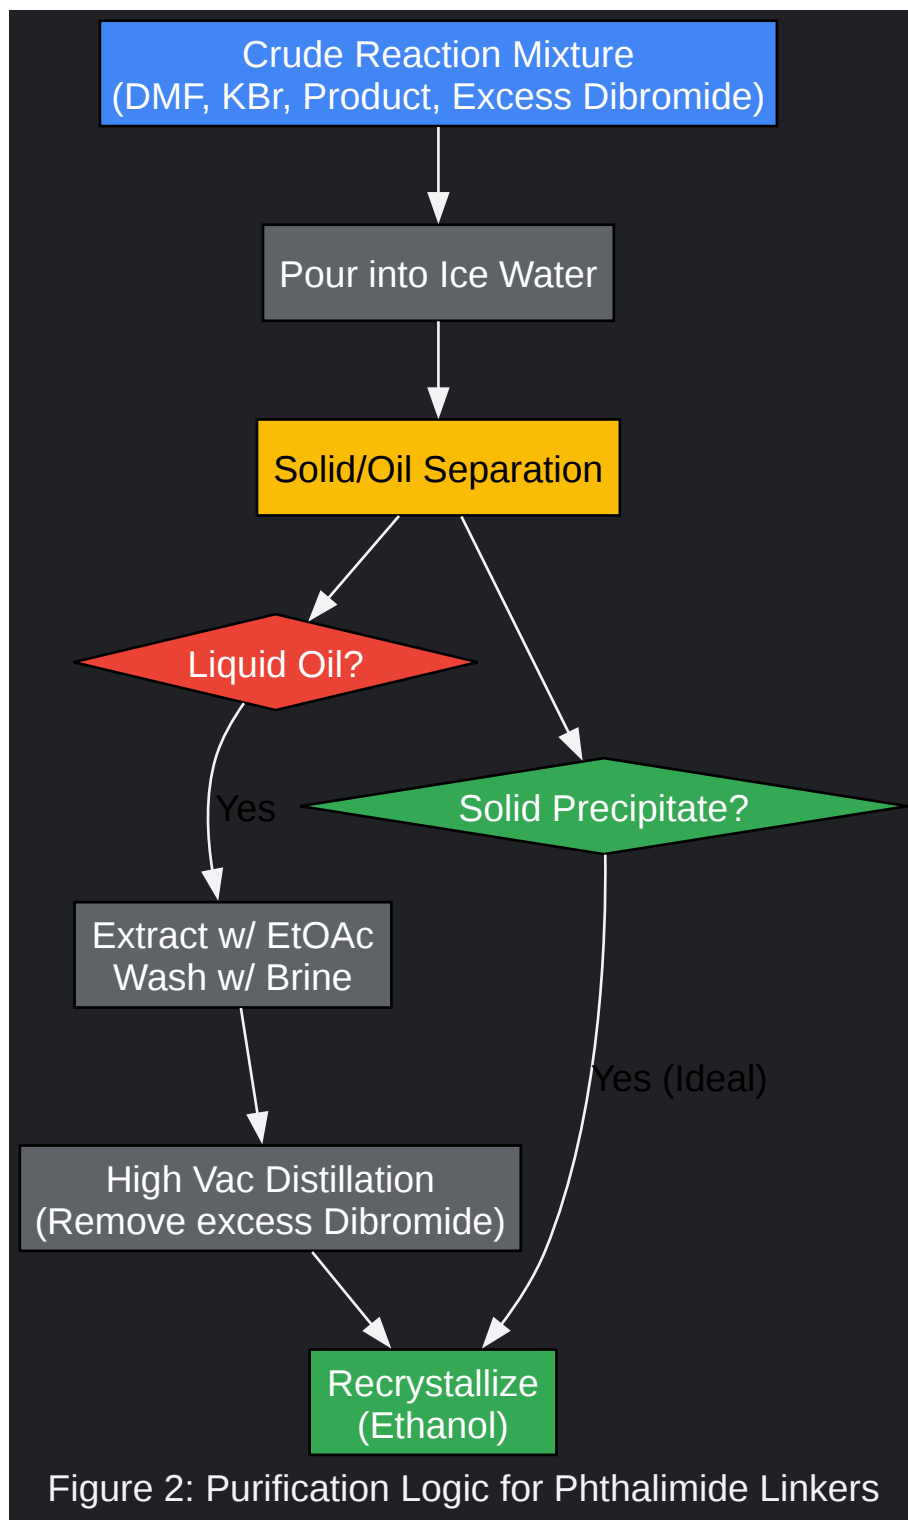 Crude Reaction Mixture
(DMF, KBr, Product, Excess Dibromide)
Pour into Ice Water
Solid/Oil Separation
Liquid Oil?
Yes
Solid Precipitate?
Extract w/ EtOAc
Wash w/ Brine
Yes (Ideal)
High Vac Distillation
(Remove excess Dibromide)
Recrystallize
(Ethanol)
Figure 2: Purification Logic for Phthalimide Linkers